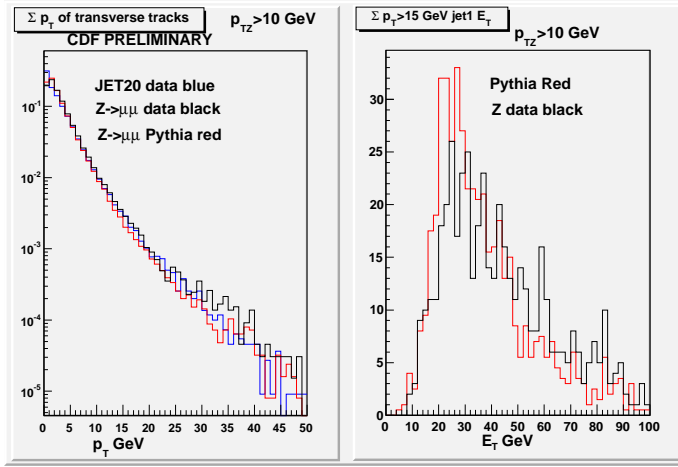 Σ p_T of transverse tracks
p_TZ>10 GeV
CDF PRELIMINARY
JET20 data blue
Z->μμ data black
Z->μμ Pythia red
10^-1
10^-2
10^-3
10^-4
10^-5
0 5 10 15 20 25 30 35 40 45 50
p_T GeV
Σ p_T>15 GeV jet1 E_T
p_TZ>10 GeV
Pythia Red
Z data black
30
25
20
15
10
5
0
0 10 20 30 40 50 60 70 80 90 100
E_T GeV